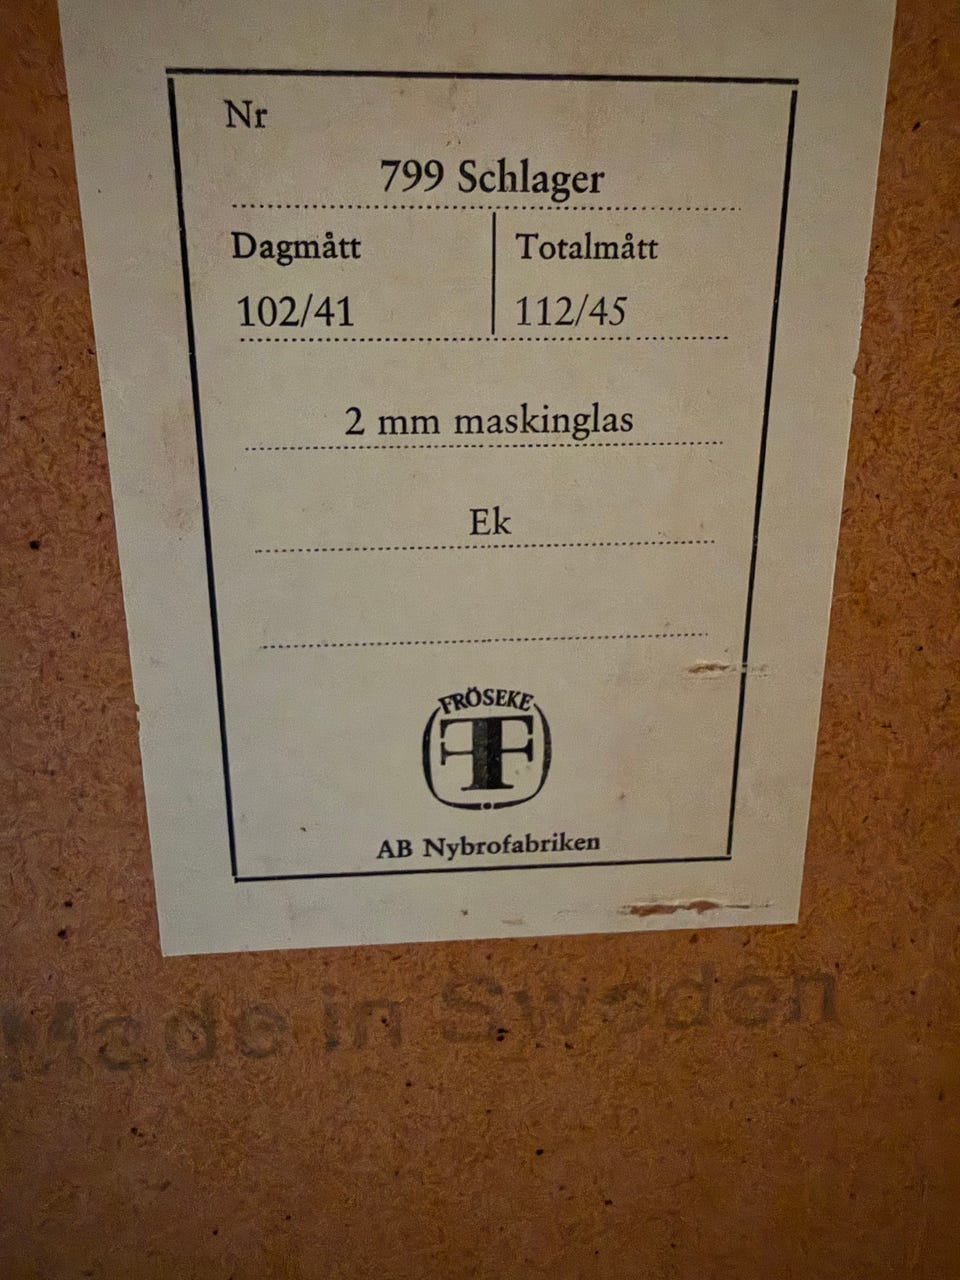 Nr
799 Schlager
Dagmått Totalmått
102/41 112/45
2 mm maskinglas
Ek
FRÖSEKE
FF
AB Nybrofabriken
Made in Sweden